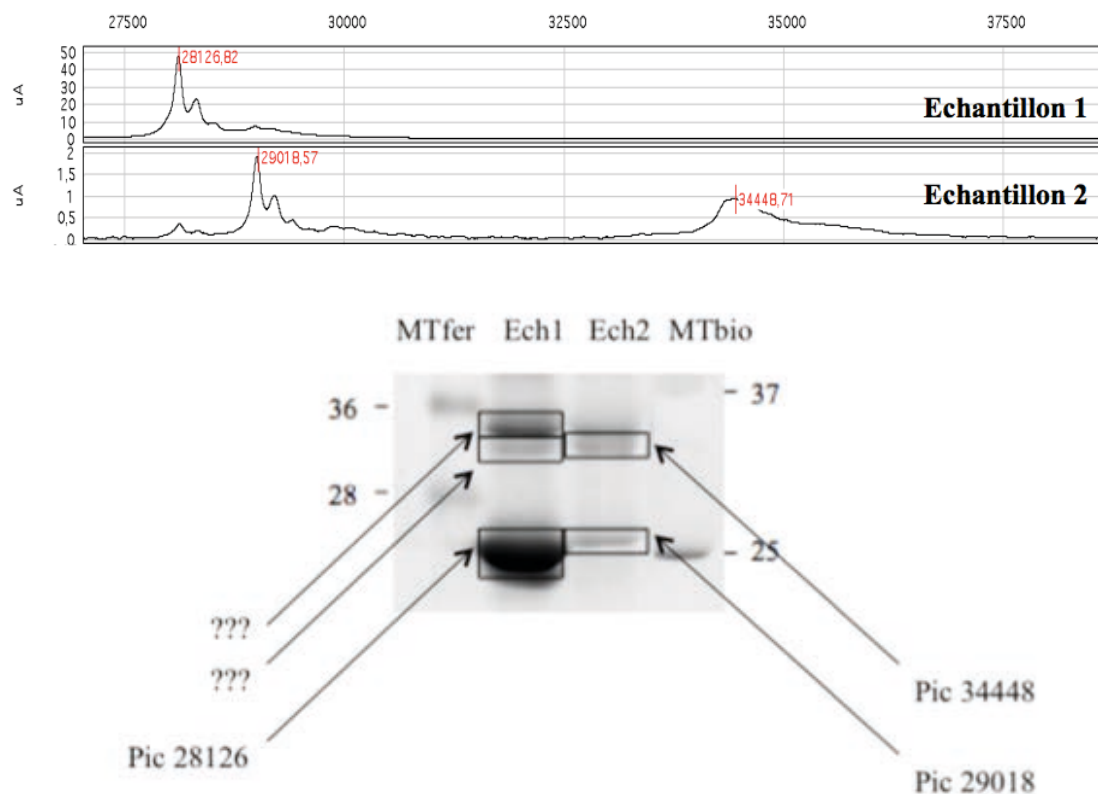 27500 30000 32500 35000 37500
50
40
30
20
10
0
uA
28126,82
Echantillon 1
2
1,5
1
0,5
0
uA
29018,57
34448,71
Echantillon 2
MTfer Ech1 Ech2 MTbio
36 -
- 37
28 -
- 25
???
???
Pic 34448
Pic 28126
Pic 29018